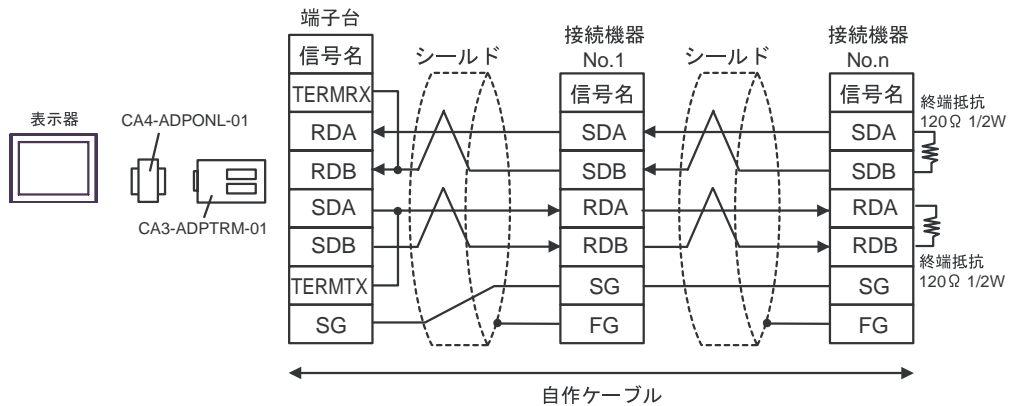 端子台
信号名
TERMRX
RDA
RDB
SDA
SDB
TERMTX
SG
シールド
接続機器
No.1
信号名
SDA
SDB
RDA
RDB
SG
FG
シールド
接続機器
No.n
信号名
SDA
SDB
RDA
RDB
SG
FG
終端抵抗
120Ω 1/2W
終端抵抗
120Ω 1/2W
表示器
CA4-ADPONL-01
CA3-ADPTRM-01
自作ケーブル